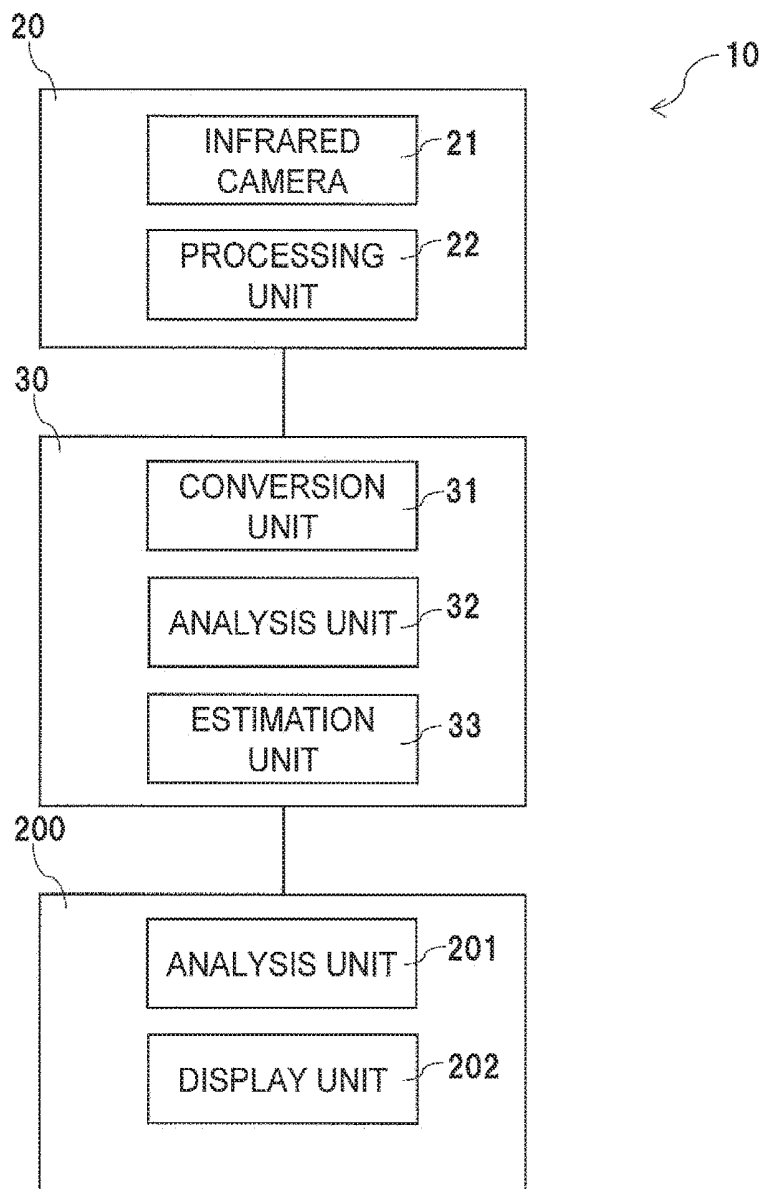 20
10
INFRARED
CAMERA
21
PROCESSING
UNIT
22
30
CONVERSION
UNIT
31
ANALYSIS UNIT
32
ESTIMATION
UNIT
33
200
ANALYSIS UNIT
201
DISPLAY UNIT
202